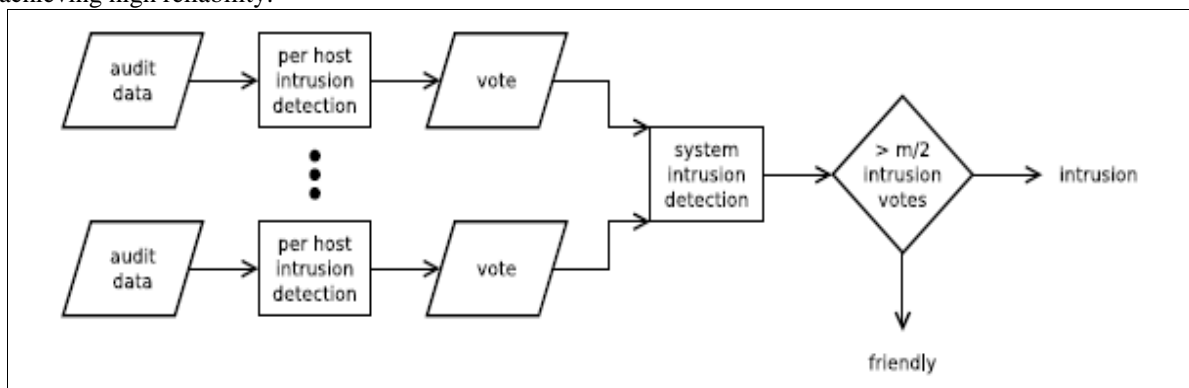 achieving high reliability.
audit
data
per host
intrusion
detection
vote
system
intrusion
detection
> m/2
intrusion
votes
intrusion
audit
data
per host
intrusion
detection
vote
friendly